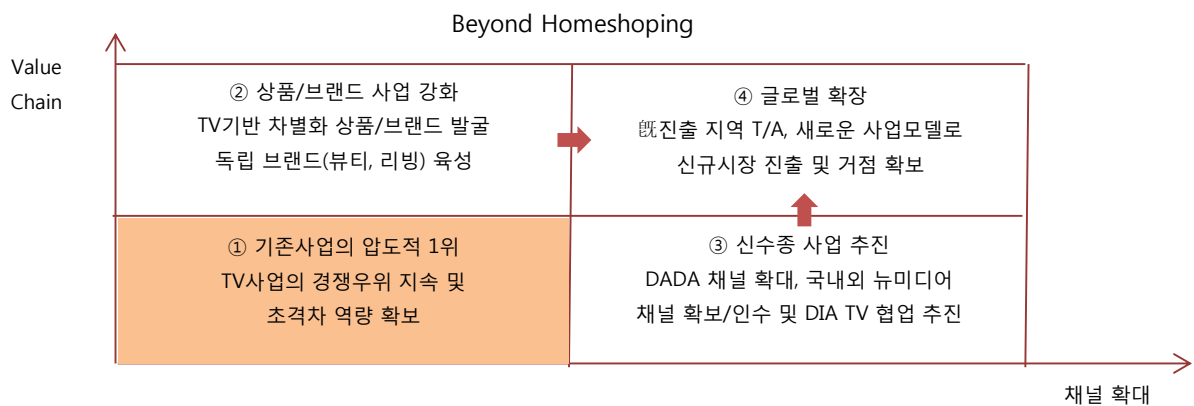 Beyond Homeshoping
Value
Chain
② 상품/브랜드 사업 강화
TV기반 차별화 상품/브랜드 발굴
독립 브랜드(뷰티, 리빙) 육성
④ 글로벌 확장
旣진출 지역 T/A, 새로운 사업모델로
신규시장 진출 및 거점 확보
① 기존사업의 압도적 1위
TV사업의 경쟁우위 지속 및
초격차 역량 확보
③ 신수종 사업 추진
DADA 채널 확대, 국내외 뉴미디어
채널 확보/인수 및 DIA TV 협업 추진
채널 확대